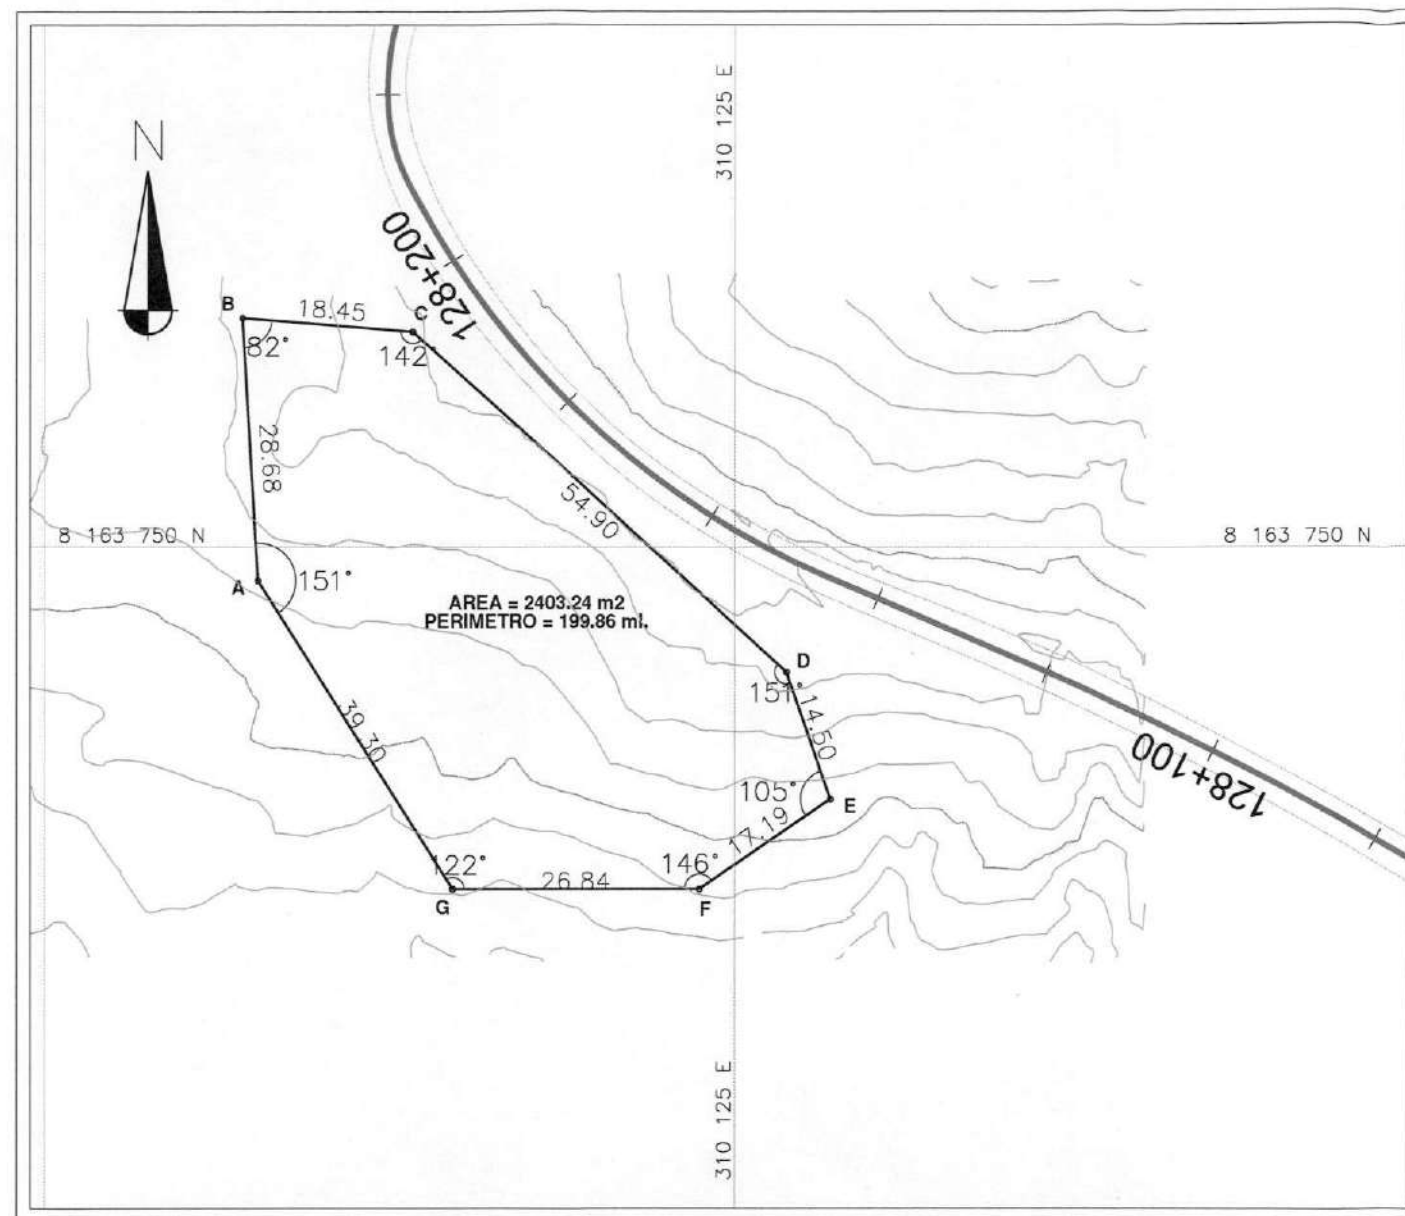 310 125 E
N
128+200
B
18.45
C
82°
142
28.68
54.90
8 163 750 N
8 163 750 N
A
151°
AREA = 2403.24 m2
PERIMETRO = 199.86 ml.
D
151°
14.50
39.30
128+100
105°
E
17.19
122°
146°
26.84
G
F
310 125 E